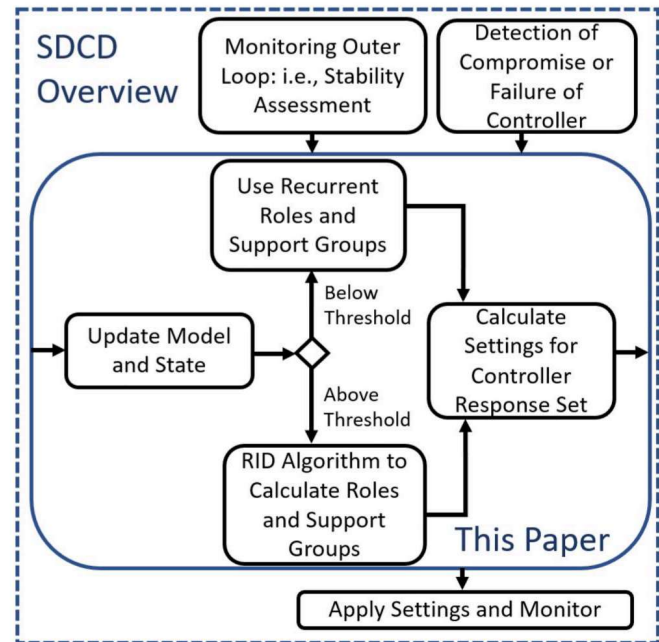 SDCD
Overview
Monitoring Outer
Loop: i.e., Stability
Assessment
Detection of
Compromise or
Failure of
Controller
Use Recurrent
Roles and
Support Groups
Below
Threshold
Update Model
and State
Calculate
Settings for
Controller
Response Set
Above
Threshold
RID Algorithm to
Calculate Roles
and Support
Groups
This Paper
Apply Settings and Monitor